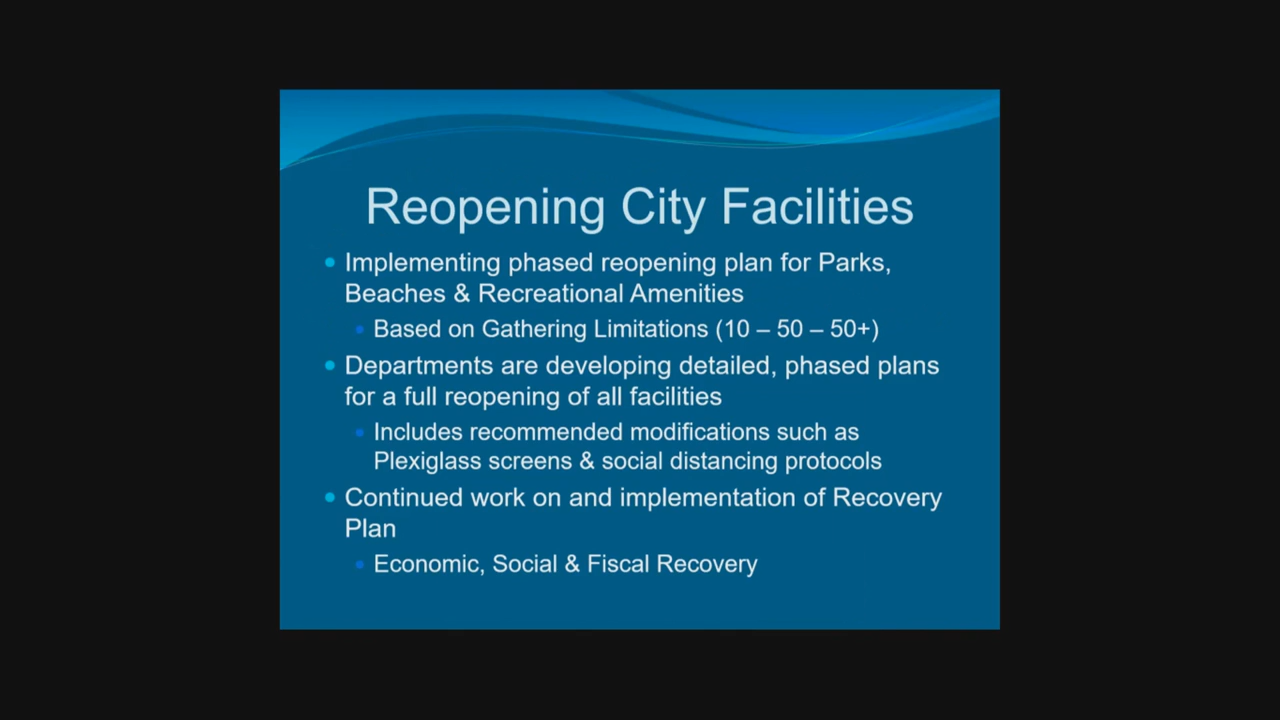 Reopening City Facilities
Implementing phased reopening plan for Parks,
Beaches & Recreational Amenities
Based on Gathering Limitations (10 – 50 – 50+)
Departments are developing detailed, phased plans
for a full reopening of all facilities
Includes recommended modifications such as
Plexiglass screens & social distancing protocols
Continued work on and implementation of Recovery
Plan
Economic, Social & Fiscal Recovery